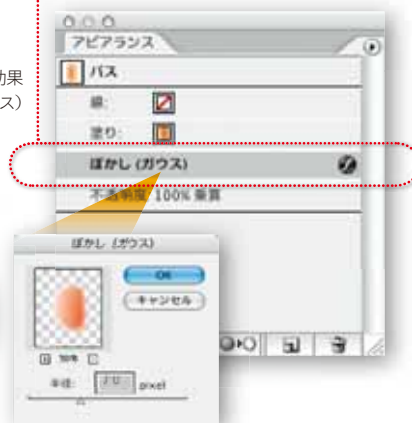 効果
ス）
アピアランス
パス
線:
塗り:
ぼかし (ガウス)
不透明度: 100% 乗算
ぼかし (ガウス)
OK
キャンセル
50%
半径:
pixel